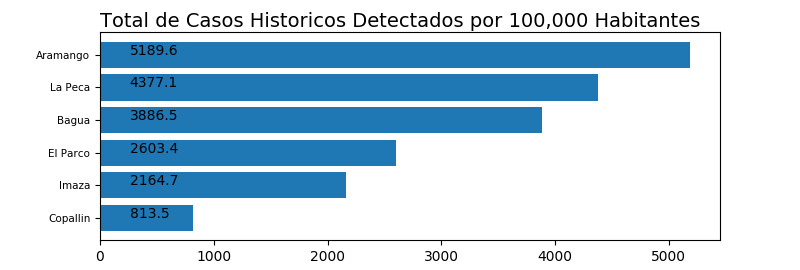 Total de Casos Historicos Detectados por 100,000 Habitantes
Aramango 5189.6
La Peca 4377.1
Bagua 3886.5
El Parco 2603.4
Imaza 2164.7
Copallin 813.5
0 1000 2000 3000 4000 5000